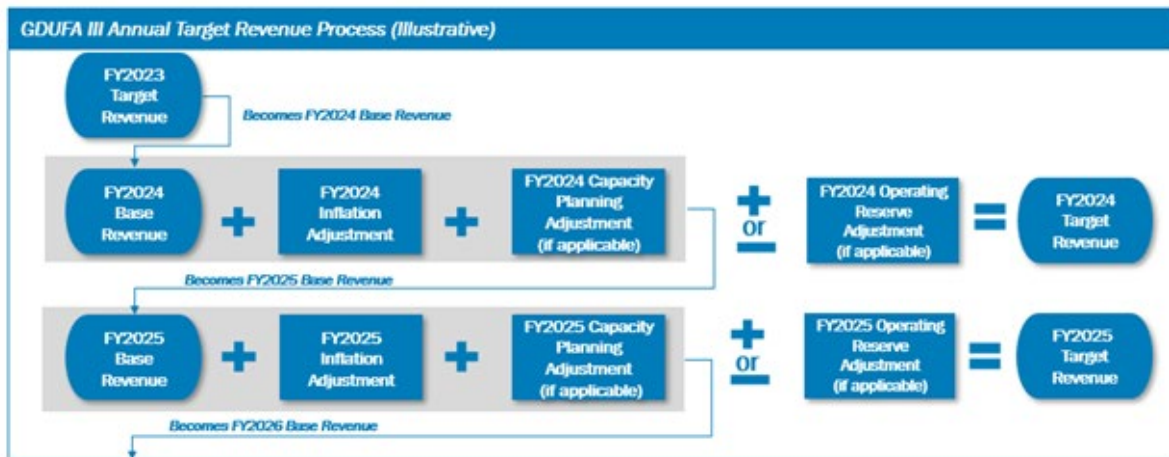 GDUFA III Annual Target Revenue Process (Illustrative)
FY2023
Target
Revenue
Becomes FY2024 Base Revenue
FY2024
Base
Revenue
+
FY2024
Inflation
Adjustment
+
FY2024 Capacity
Planning
Adjustment
(if applicable)
+
or
−
FY2024 Operating
Reserve
Adjustment
(if applicable)
=
FY2024
Target
Revenue
Becomes FY2025 Base Revenue
FY2025
Base
Revenue
+
FY2025
Inflation
Adjustment
+
FY2025 Capacity
Planning
Adjustment
(if applicable)
+
or
−
FY2025 Operating
Reserve
Adjustment
(if applicable)
=
FY2025
Target
Revenue
Becomes FY2026 Base Revenue